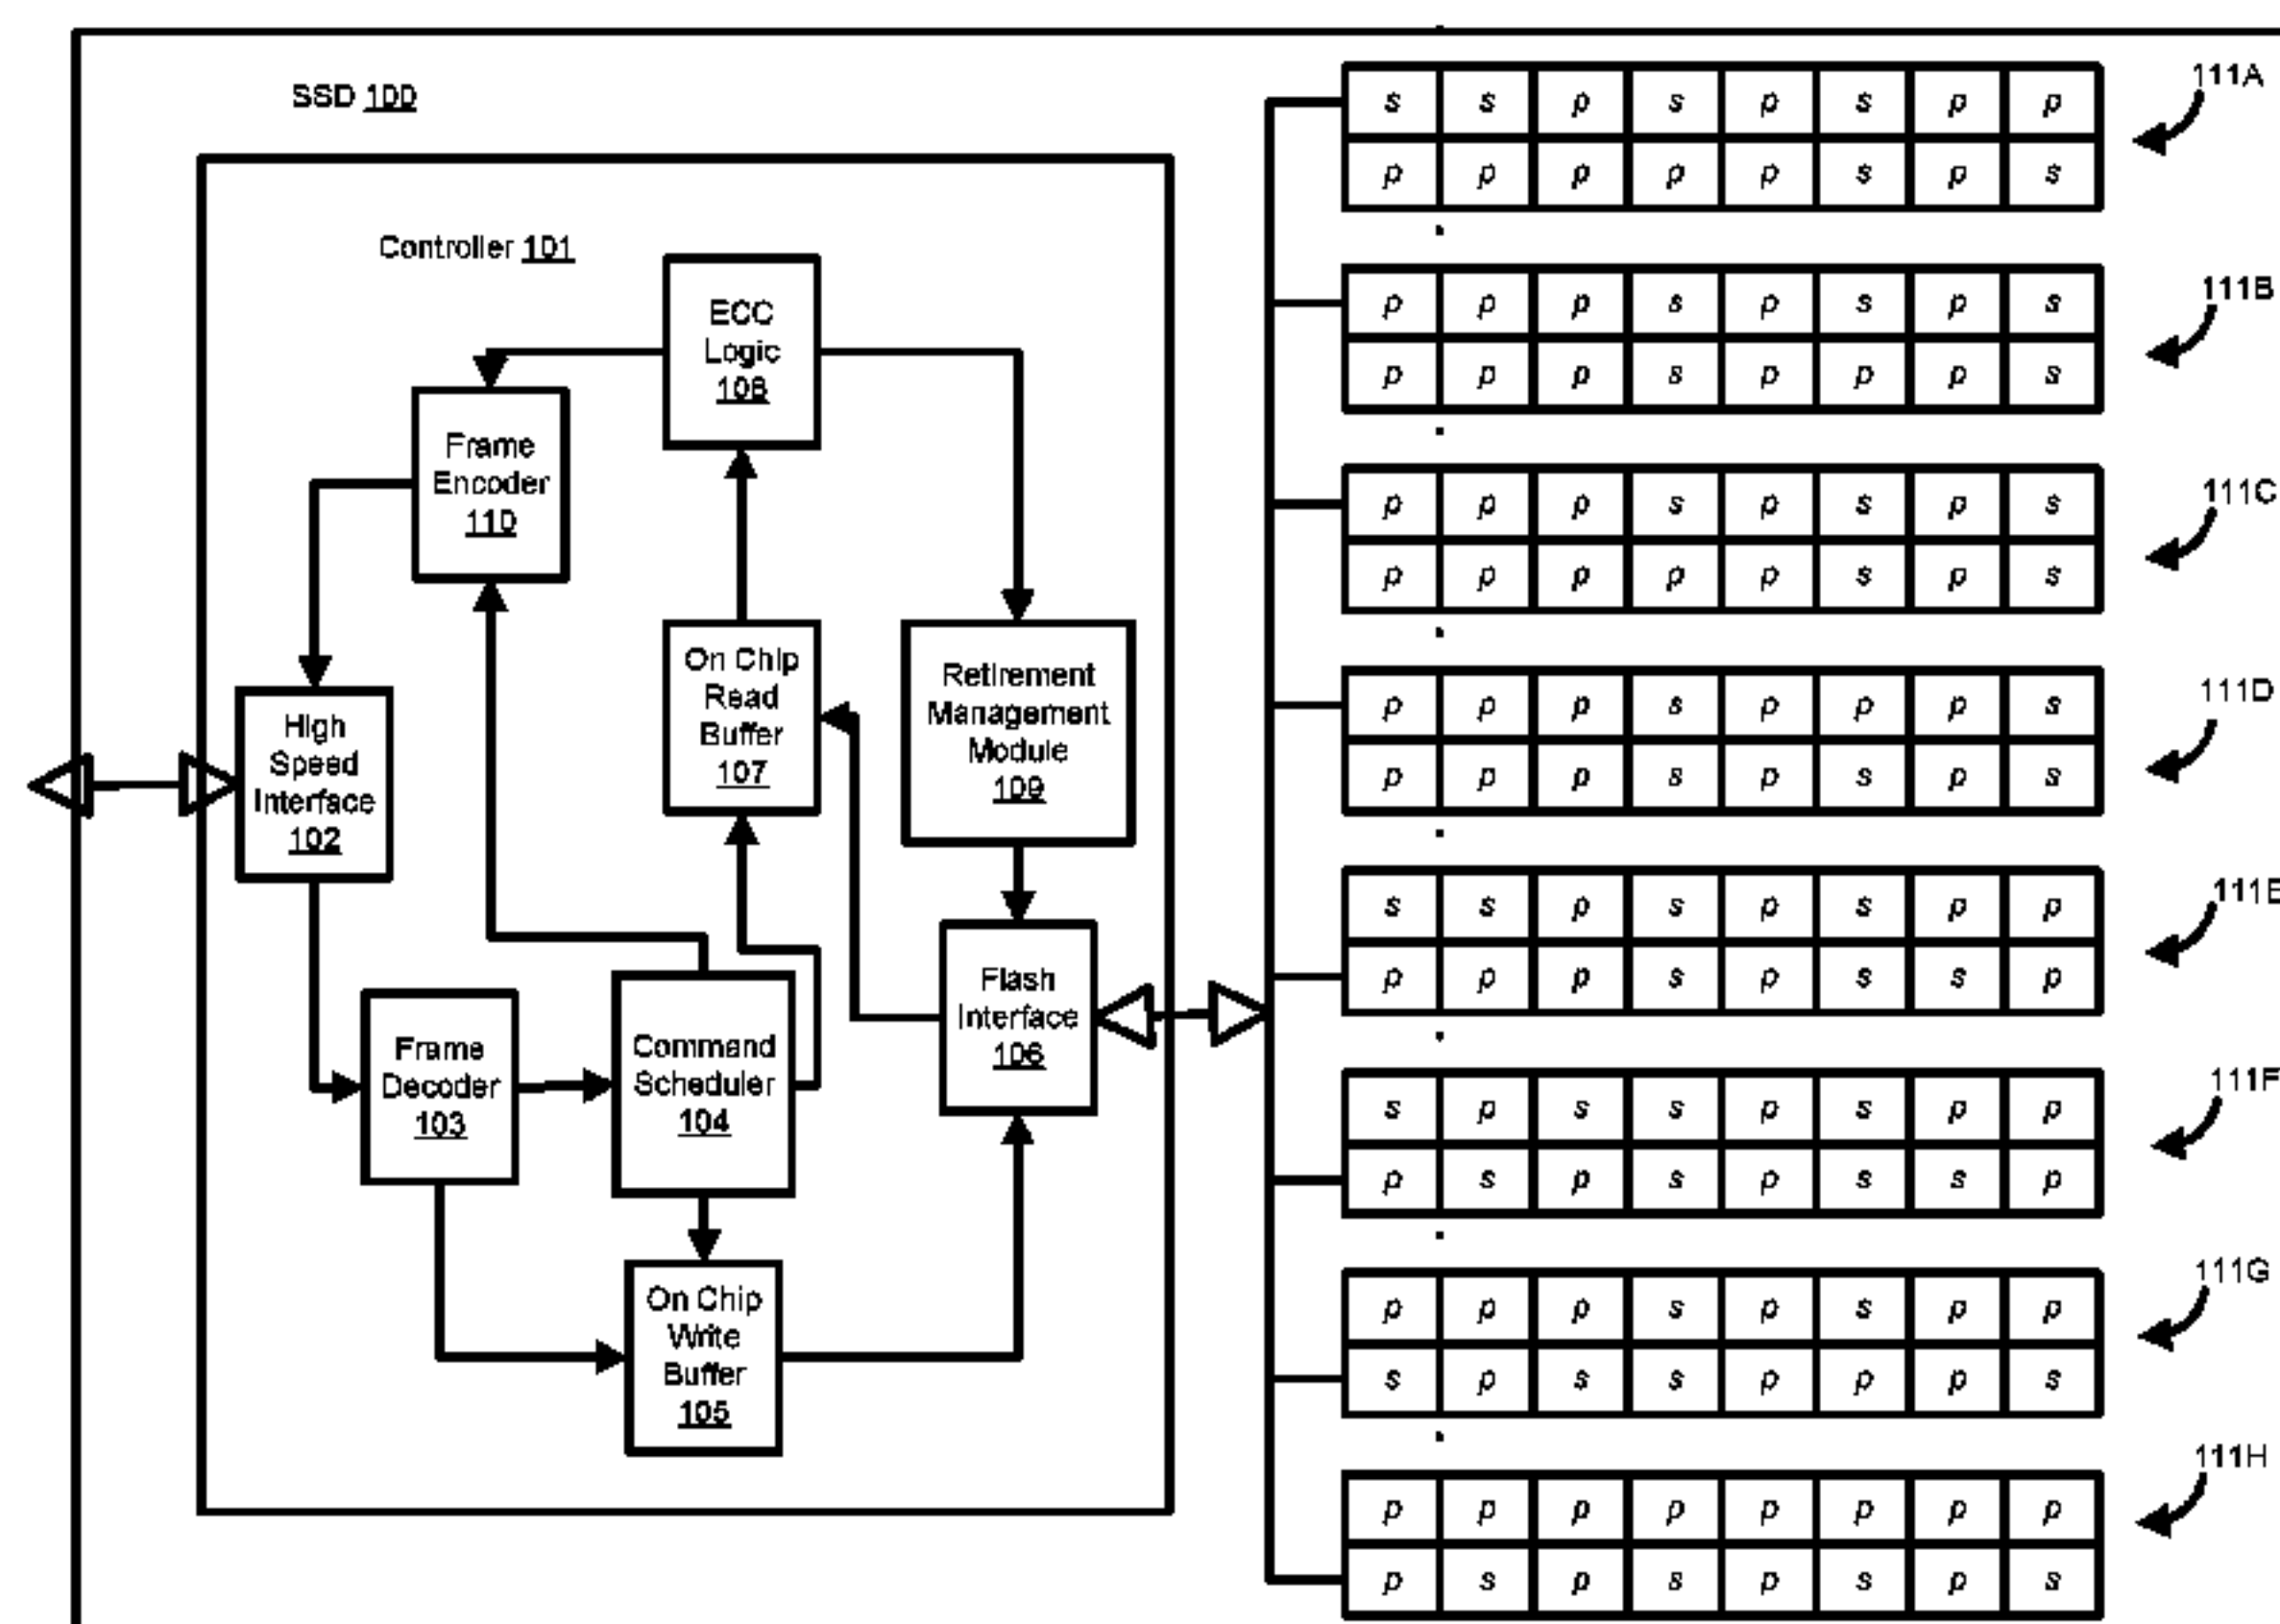 SSD 100
Controller 101
ECC
Logic
108
Frame
Encoder
110
On Chip
Read
Buffer
107
Retirement
Management
Module
109
High
Speed
Interface
102
Flash
Interface
106
Frame
Decoder
103
Command
Scheduler
104
On Chip
Write
Buffer
105
s s p s p s p p
p p p p p s p s
111A
p p p s p s p s
p p p s p p p s
111B
p p p s p s p s
p p p p p s p s
111C
p p p s p p p s
p p p s p s p s
111D
s s p s p s p p
p p p s p s s p
111E
s p s s p s p p
p s p s p s s p
111F
p p p s p s p p
s p s s p p p s
111G
p p p p p p p p
p s p s p s p s
111H